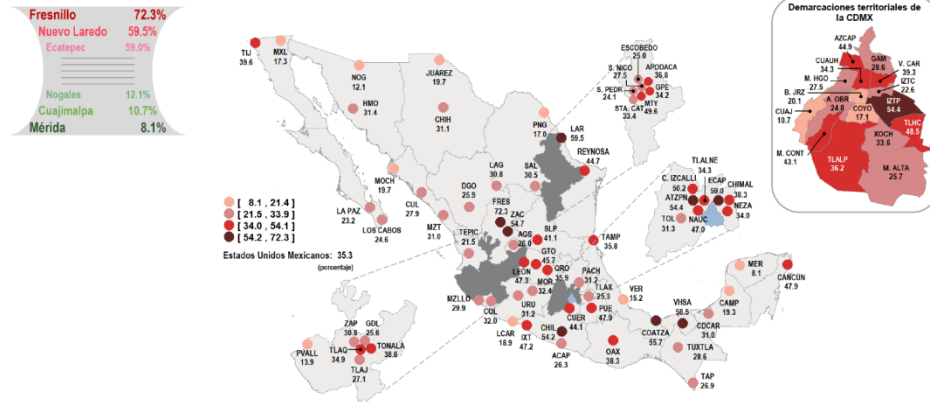 Fresnillo 72.3%
Nuevo Laredo 59.5%
Ecatepec 59.0%
Nogales 12.1%
Cuajimalpa 10.7%
Mérida 8.1%
TIJ
39.6
MXL
17.3
NOG
12.1
JUÁREZ
19.7
HMO
31.4
CHIH
31.1
PNG
17.0
LAR
59.5
REYNOSA
44.7
MOCH
19.7
LAG
30.8
SAL
30.5
DGO
25.9
CUL
27.9
LA PAZ
23.2
LOS CABOS
24.6
MZT
31.0
FRES
72.3
ZAC
54.7
TEPIC
21.5
AGS
26.0
SLP
41.1
TAMP
35.8
GTO
45.7
LEÓN
47.3
QRO
35.9
MOR
32.4
PACH
31.2
TLAX
25.3
MZLLO
29.9
COL
32.0
URU
31.2
LCAR
18.9
IXT
47.2
CHIL
54.2
ACAP
26.3
CUER
44.1
PUE
47.9
VER
15.2
OAX
38.3
COATZA
55.7
VHSA
58.5
CAMP
19.3
MER
8.1
CANCÚN
47.9
CDCAR
31.0
TUXTLA
28.6
TAP
26.9
[ 8.1 , 21.4 ]
[ 21.5 , 33.9 ]
[ 34.0 , 54.1 ]
[ 54.2 , 72.3 ]
Estados Unidos Mexicanos: 35.3
(porcentaje)
ZAP
30.8
GDL
25.6
TLAQ
34.9
TONALA
38.6
TLAJ
27.1
PVALL
13.9
ESCOBEDO
25.0
S. NICO
27.5
APODACA
36.8
S. PEDR
24.1
GPE
34.2
STA. CAT
33.4
MTY
49.6
TLALNE
34.3
C. IZCALLI
50.2
ECAP
59.0
CHIMAL
38.3
ATZPN
54.4
NEZA
34.0
TOL
31.3
NAUC
47.0
Demarcaciones territoriales de
la CDMX
AZCAP
44.9
GAM
28.6
CUAUH
34.3
V. CAR
39.3
M. HGO
27.5
IZTC
22.6
B. JRZ
20.1
A. OBR
24.8
COYO
17.1
IZTP
54.4
CUAJ
10.7
TLHC
48.5
M. CONT
43.1
XOCH
33.6
TLALP
36.2
M. ALTA
25.7